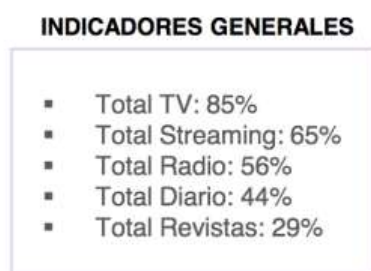 INDICADORES GENERALES
▪ Total TV: 85%
▪ Total Streaming: 65%
▪ Total Radio: 56%
▪ Total Diario: 44%
▪ Total Revistas: 29%